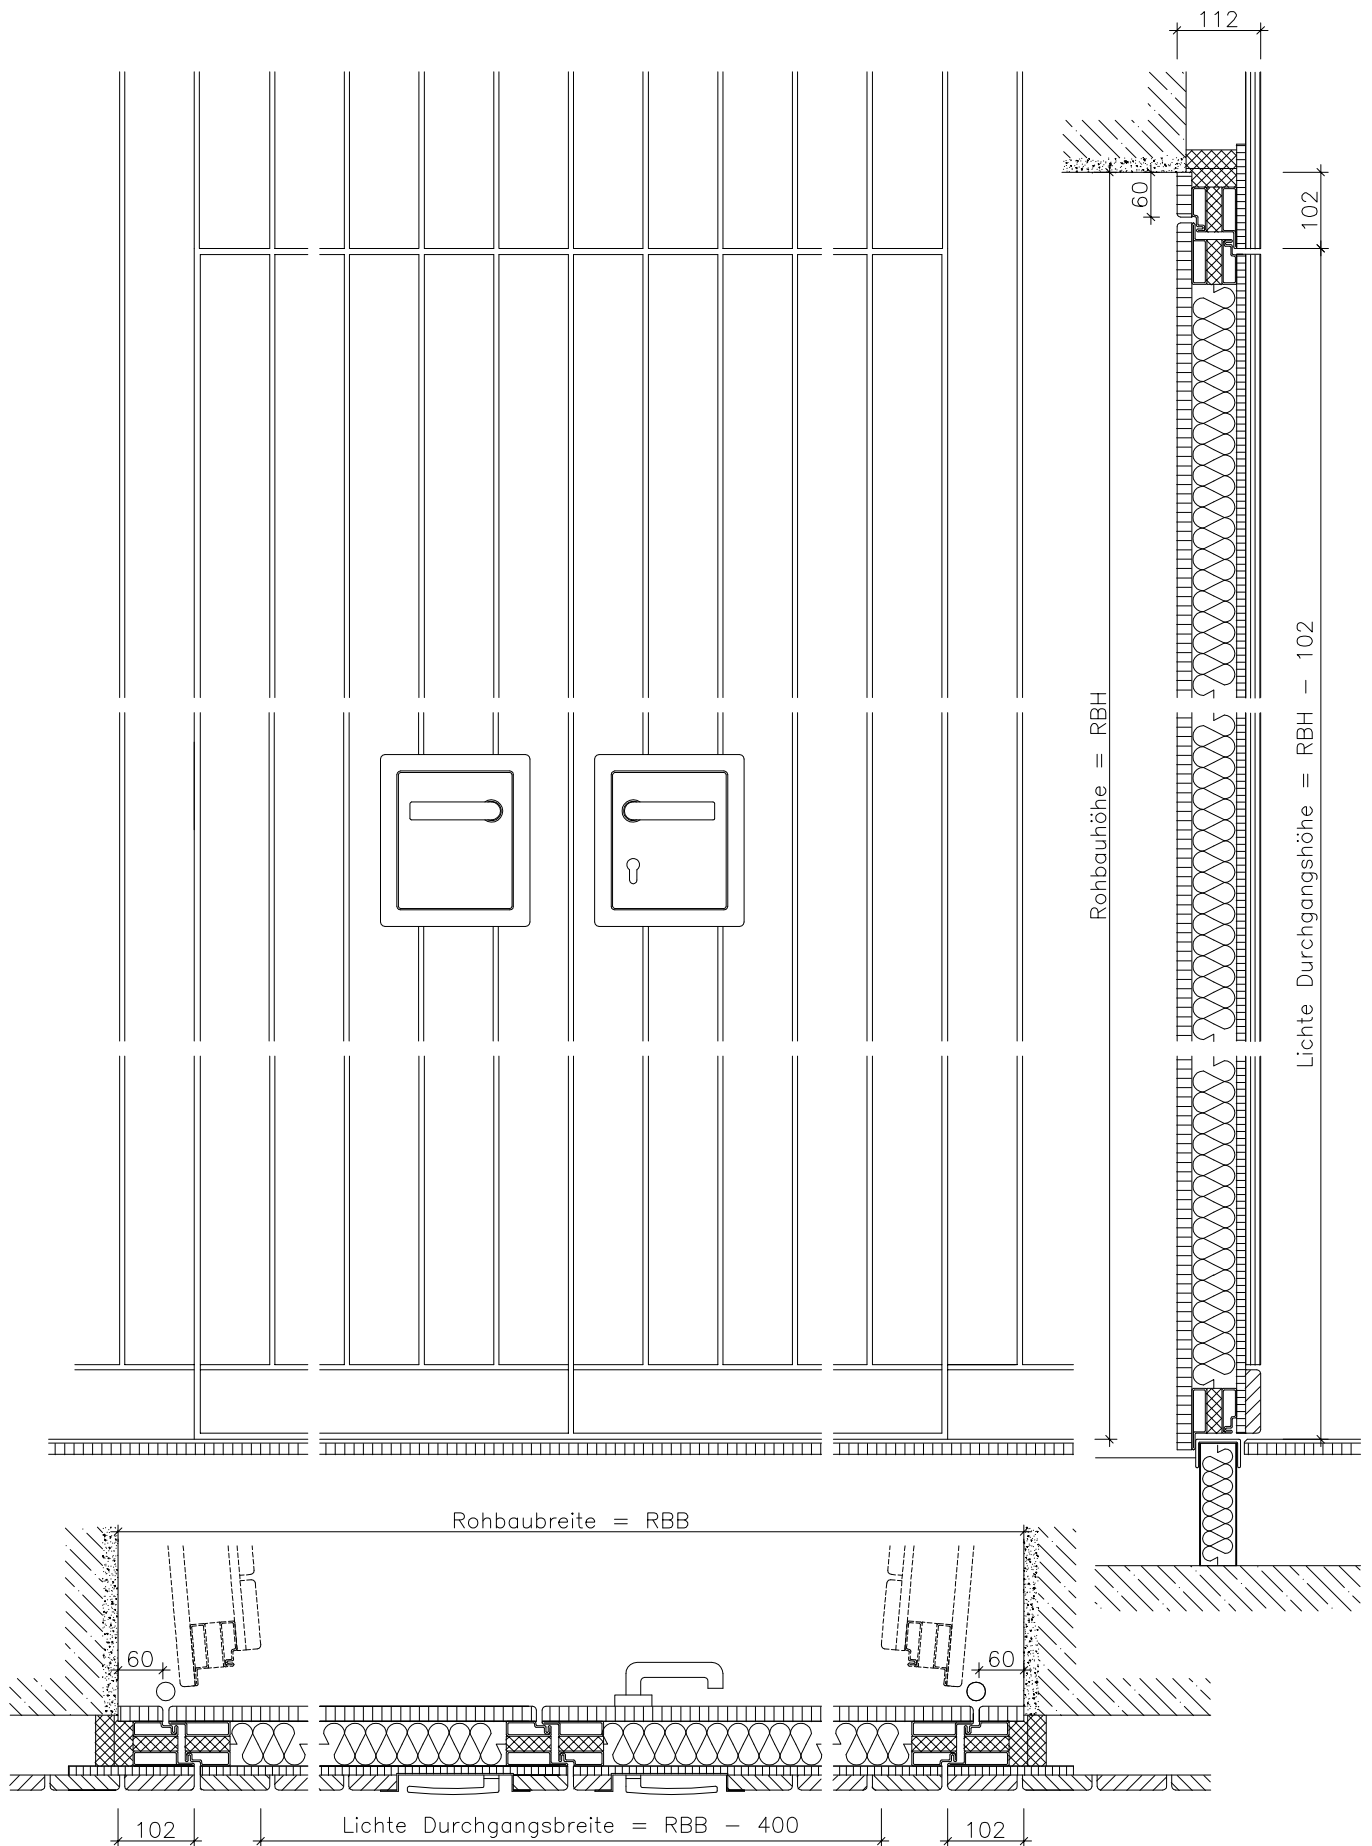 112
60
102
Rohbauhöhe = RBH
Lichte Durchgangshöhe = RBH - 102
Rohbaubreite = RBB
60
60
102
Lichte Durchgangsbreite = RBB - 400
102